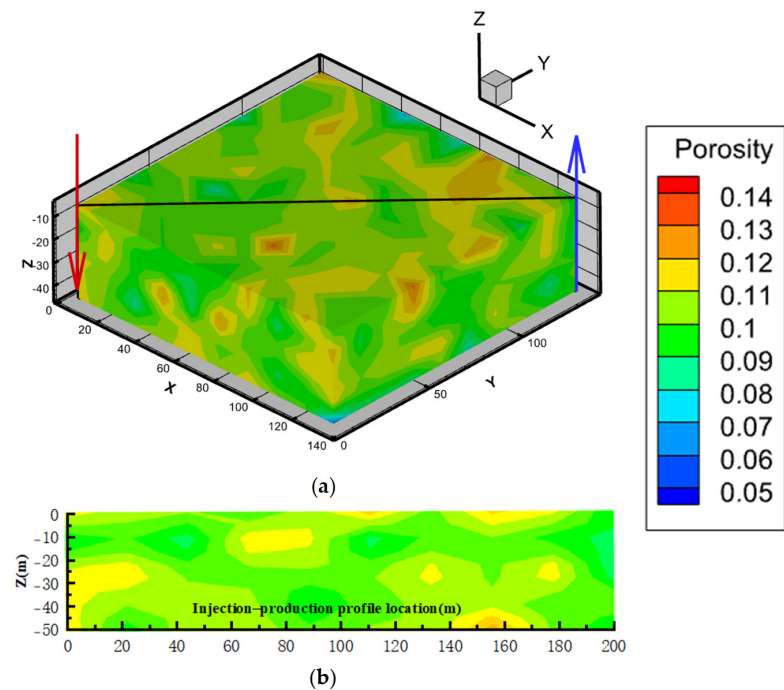 Z
Y
X
Porosity
0.14
0.13
0.12
0.11
0.1
0.09
0.08
0.07
0.06
0.05
Z
-10
-20
-30
-40
0
20
40
60
80
100
120
140
X
0
50
100
Y
(a)
Z(m)
0
-10
-20
-30
-40
-50
Injection–production profile location(m)
0 20 40 60 80 100 120 140 160 180 200
(b)